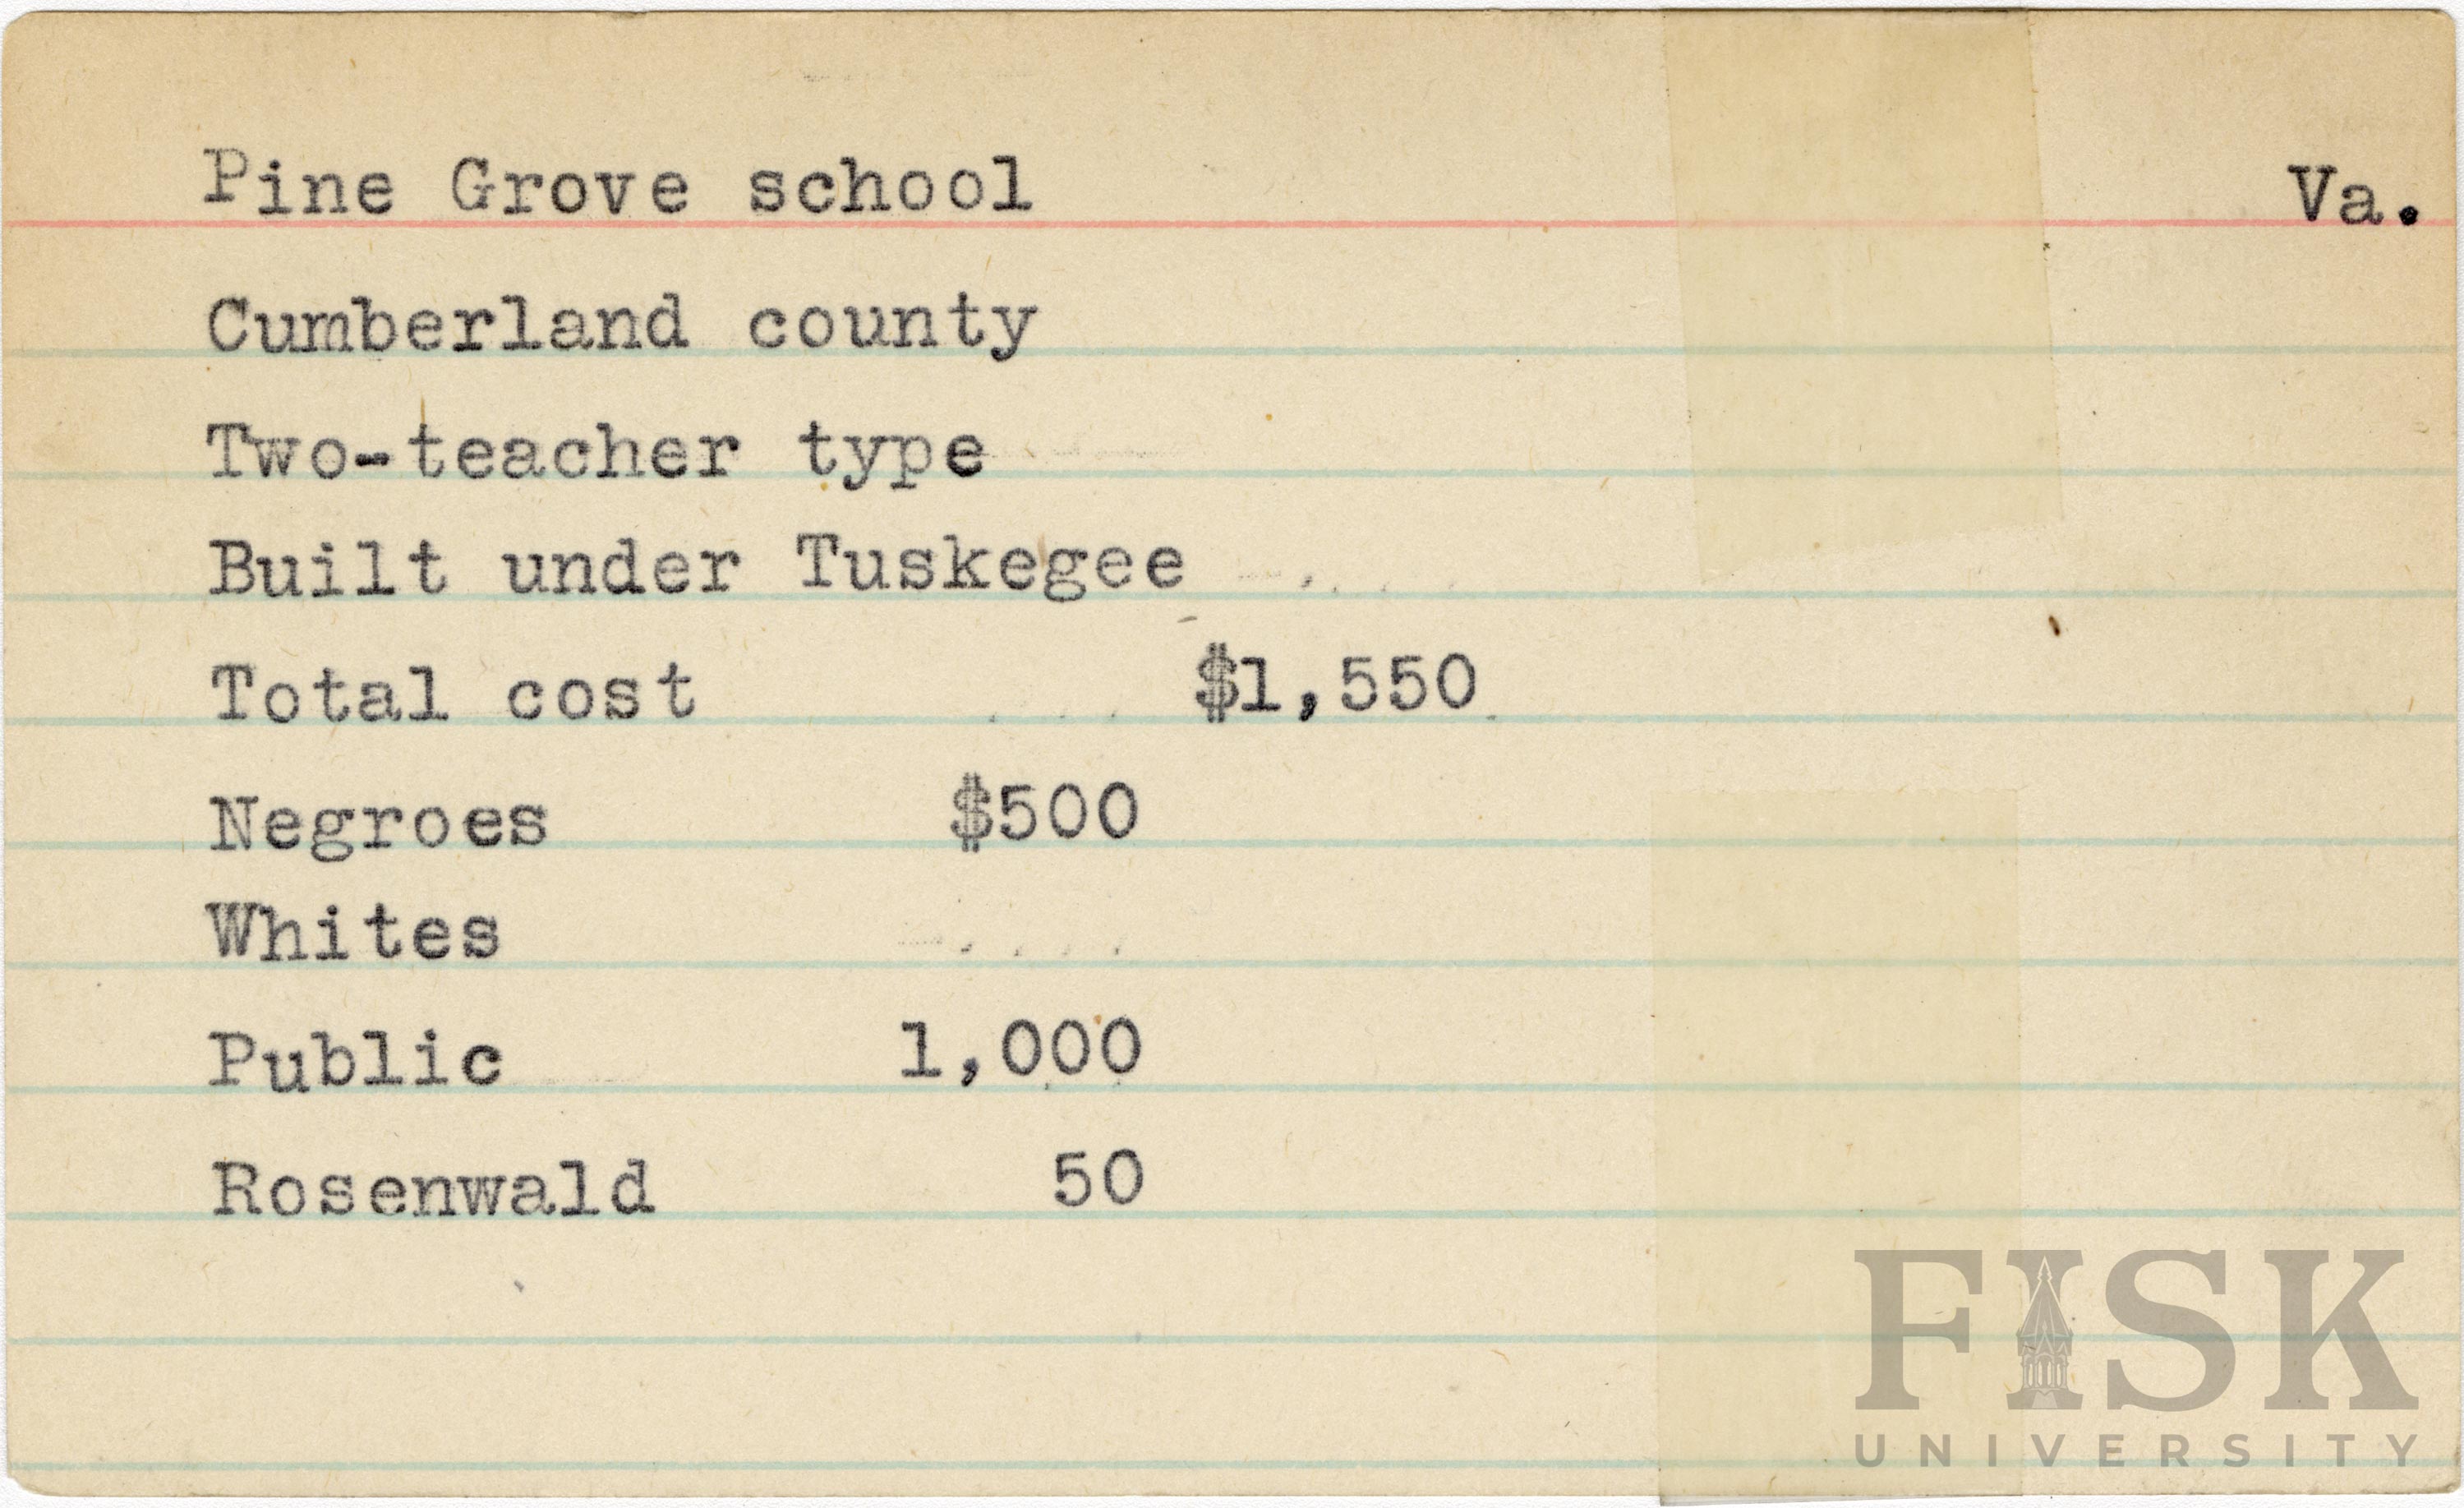 Pine Grove school Va.
Cumberland county
Two-teacher type
Built under Tuskegee
Total cost $1,550
Negroes $500
Whites
Public 1,000
Rosenwald 50
FISK
UNIVERSITY